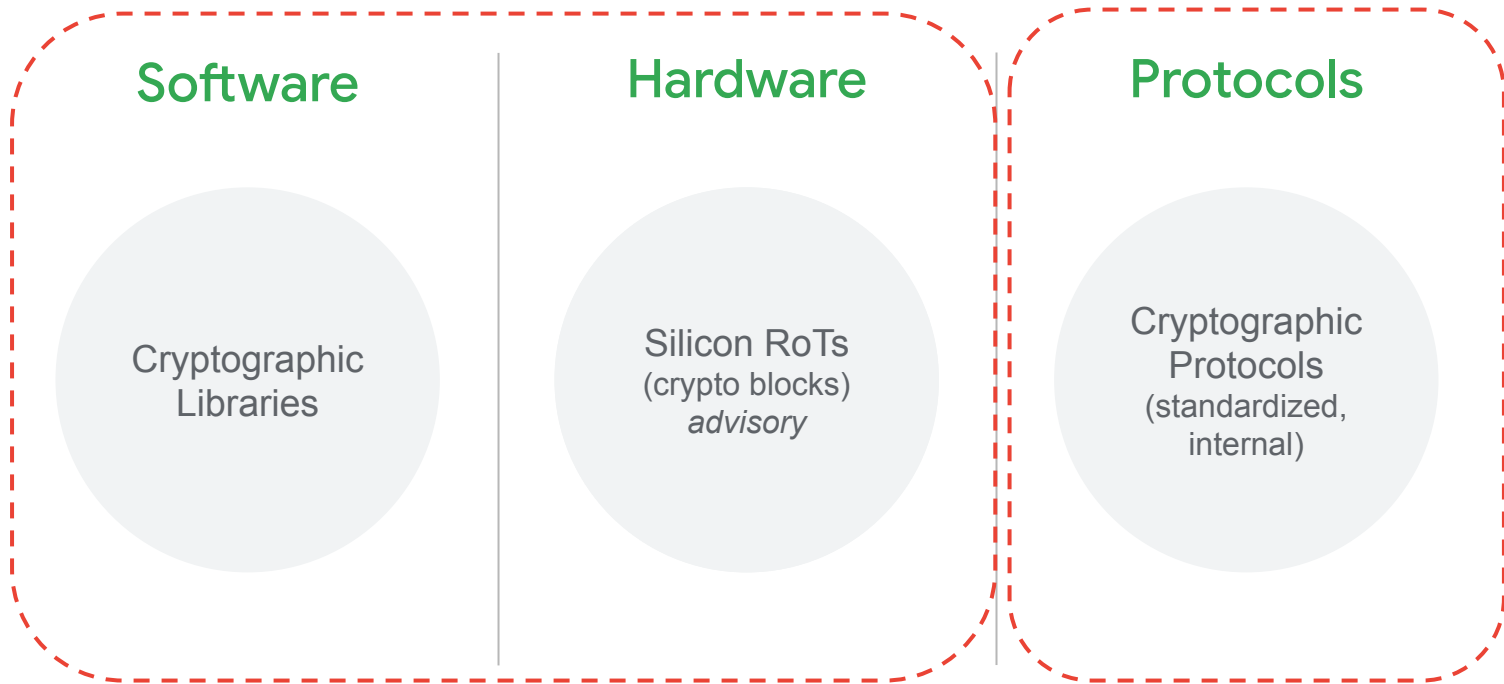 Software
Hardware
Protocols
Cryptographic
Libraries
Silicon RoTs
(crypto blocks)
advisory
Cryptographic
Protocols
(standardized,
internal)